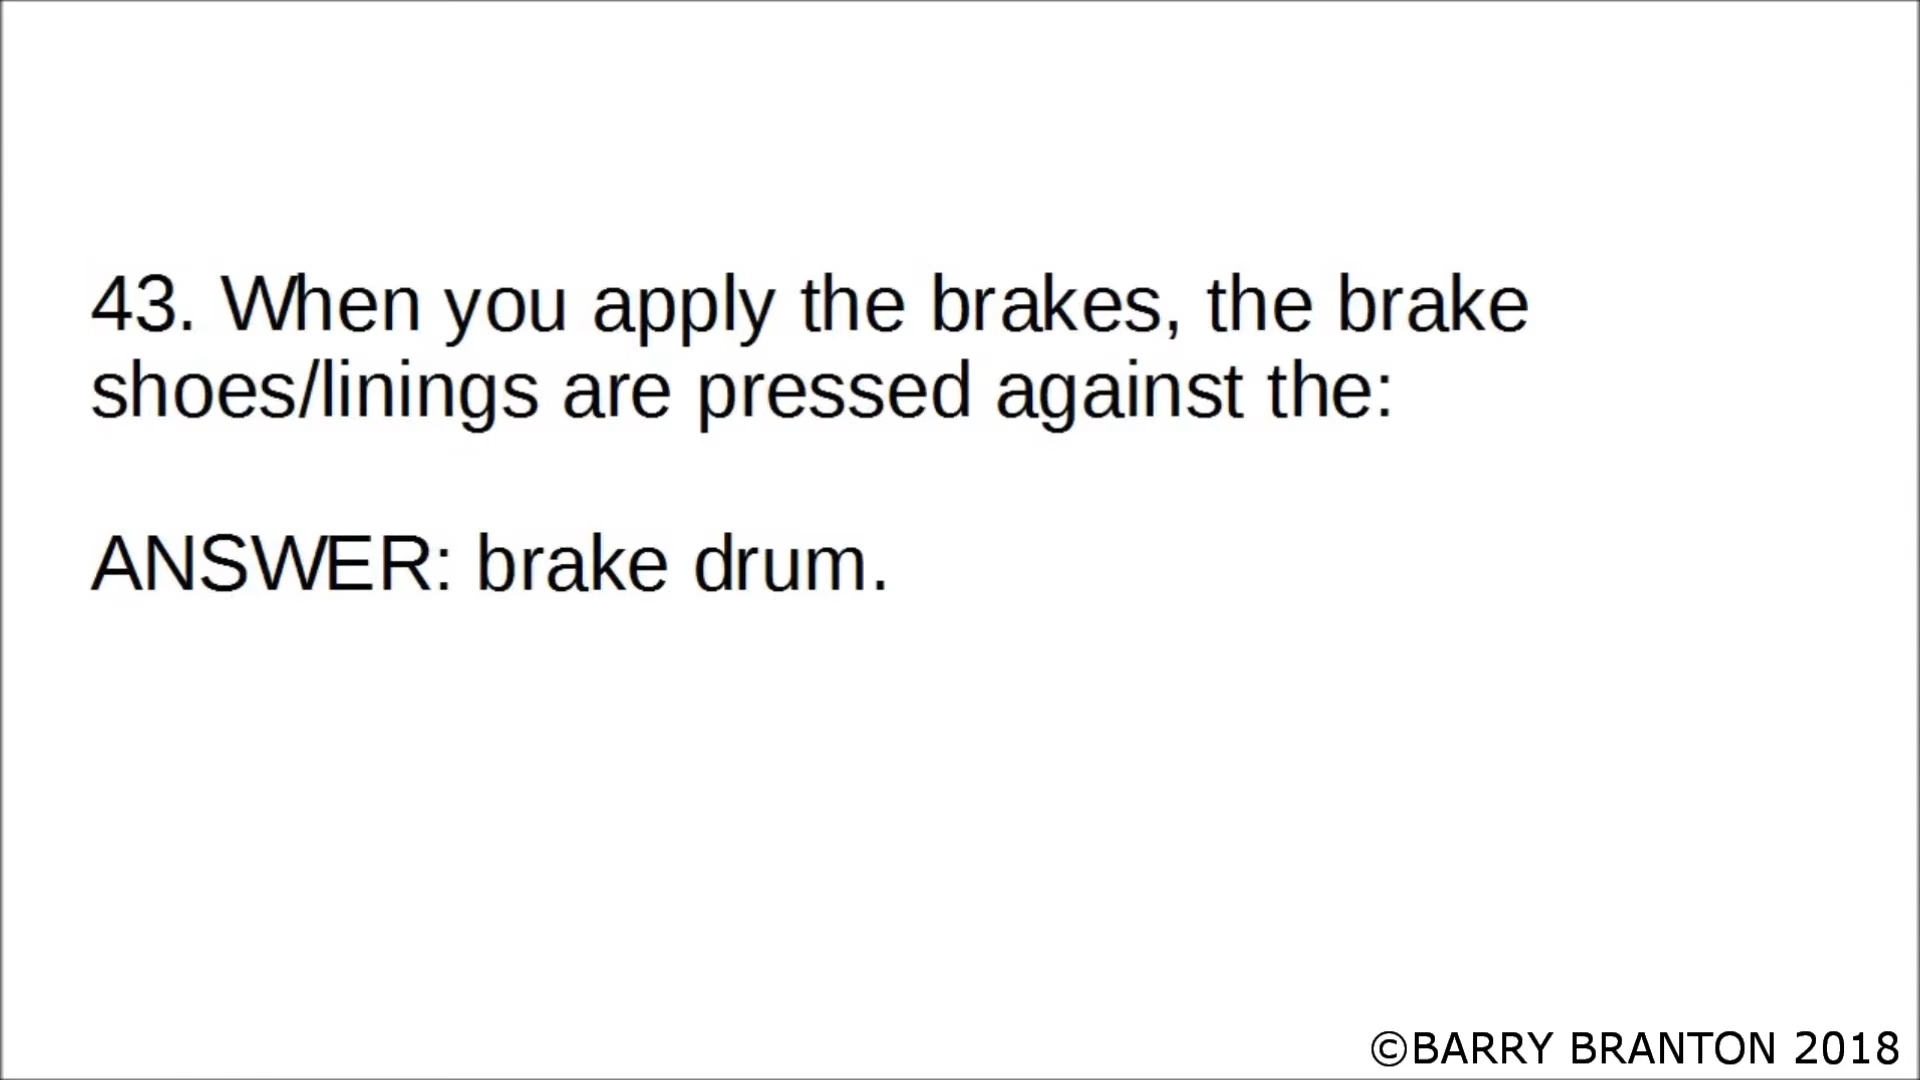 43. When you apply the brakes, the brake
shoes/linings are pressed against the:
ANSWER: brake drum.
©BARRY BRANTON 2018